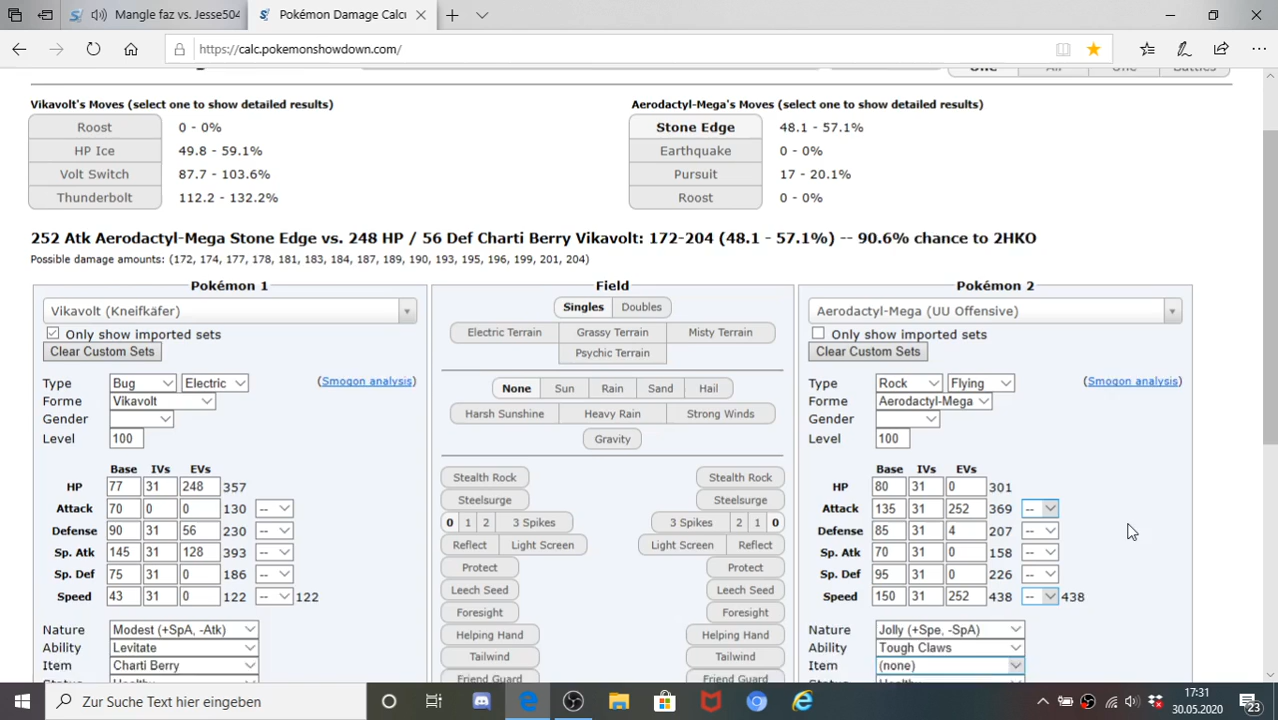 Mangle faz vs. Jesse504
Pokémon Damage Calcu
https://calc.pokemonshowdown.com/
One All One Battles
Vikavolt's Moves (select one to show detailed results)
Roost 0 - 0%
HP Ice 49.8 - 59.1%
Volt Switch 87.7 - 103.6%
Thunderbolt 112.2 - 132.2%
Aerodactyl-Mega's Moves (select one to show detailed results)
Stone Edge 48.1 - 57.1%
Earthquake 0 - 0%
Pursuit 17 - 20.1%
Roost 0 - 0%
252 Atk Aerodactyl-Mega Stone Edge vs. 248 HP / 56 Def Charti Berry Vikavolt: 172-204 (48.1 - 57.1%) -- 90.6% chance to 2HKO
Possible damage amounts: (172, 174, 177, 178, 181, 183, 184, 187, 189, 190, 193, 195, 196, 199, 201, 204)
Pokémon 1
Vikavolt (Kneifkäfer)
Only show imported sets
Clear Custom Sets
Type Bug Electric (Smogon analysis)
Forme Vikavolt
Gender
Level 100
Base IVs EVs
HP 77 31 248 357
Attack 70 0 0 130 --
Defense 90 31 56 230 --
Sp. Atk 145 31 128 393 --
Sp. Def 75 31 0 186 --
Speed 43 31 0 122 -- 122
Nature Modest (+SpA, -Atk)
Ability Levitate
Item Charti Berry
Field
Singles Doubles
Electric Terrain Grassy Terrain Misty Terrain
Psychic Terrain
None Sun Rain Sand Hail
Harsh Sunshine Heavy Rain Strong Winds
Gravity
Stealth Rock Stealth Rock
Steelsurge Steelsurge
0 1 2 3 Spikes 3 Spikes 2 1 0
Reflect Light Screen Light Screen Reflect
Protect Protect
Leech Seed Leech Seed
Foresight Foresight
Helping Hand Helping Hand
Tailwind Tailwind
Friend Guard Friend Guard
Pokémon 2
Aerodactyl-Mega (UU Offensive)
Only show imported sets
Clear Custom Sets
Type Rock Flying (Smogon analysis)
Forme Aerodactyl-Mega
Gender
Level 100
Base IVs EVs
HP 80 31 0 301
Attack 135 31 252 369 --
Defense 85 31 4 207 --
Sp. Atk 70 31 0 158 --
Sp. Def 95 31 0 226 --
Speed 150 31 252 438 -- 438
Nature Jolly (+Spe, -SpA)
Ability Tough Claws
Item (none)
Zur Suche Text hier eingeben
17:31
30.05.2020
23